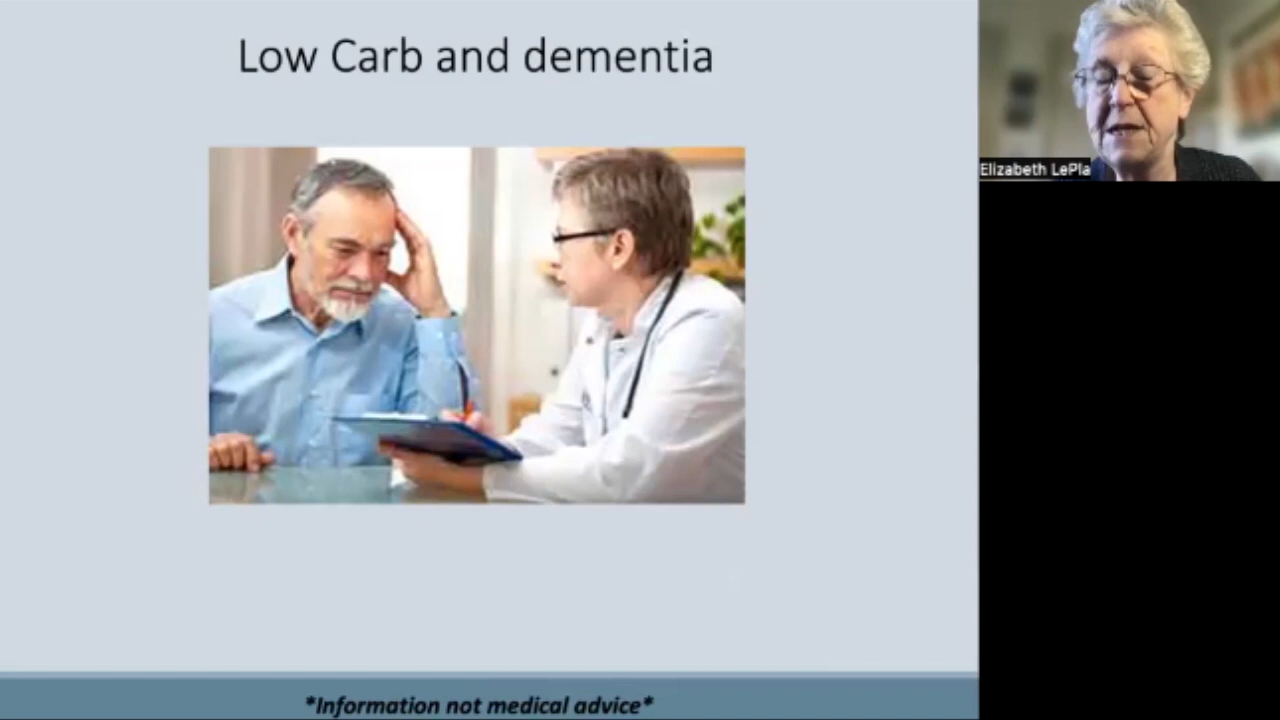 Low Carb and dementia
Elizabeth LePla
*Information not medical advice*